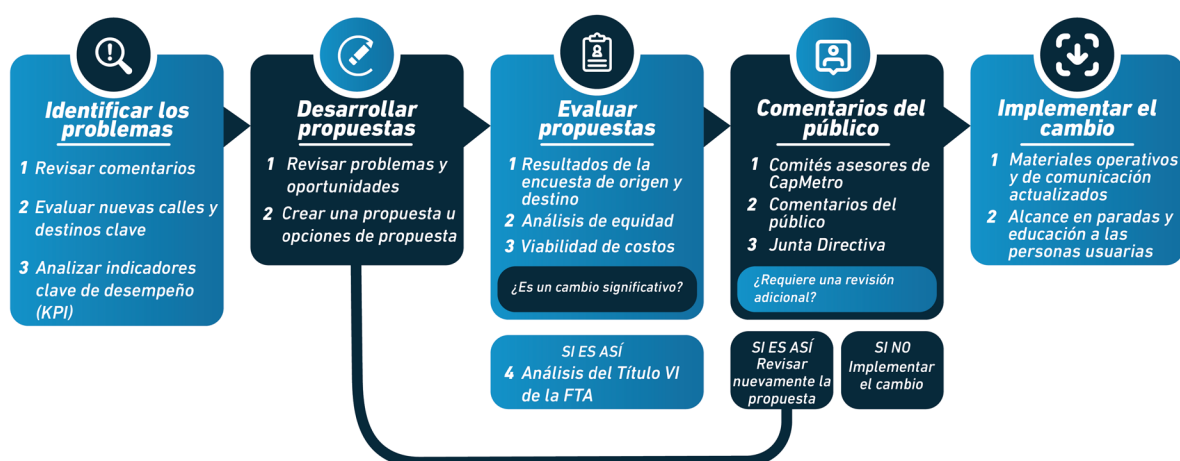 Identificar los
problemas
1 Revisar comentarios
2 Evaluar nuevas calles y
destinos clave
3 Analizar indicadores
clave de desempeño
(KPI)
Desarrollar
propuestas
1 Revisar problemas y
oportunidades
2 Crear una propuesta u
opciones de propuesta
Evaluar
propuestas
1 Resultados de la
encuesta de origen y
destino
2 Análisis de equidad
3 Viabilidad de costos
¿Es un cambio significativo?
SI ES ASÍ
4 Análisis del Título VI
de la FTA
Comentarios del
público
1 Comités asesores de
CapMetro
2 Comentarios del
público
3 Junta Directiva
¿Requiere una revisión
adicional?
SI ES ASÍ
Revisar
nuevamente la
propuesta
SI NO
Implementar
el cambio
Implementar el
cambio
1 Materiales operativos
y de comunicación
actualizados
2 Alcance en paradas y
educación a las
personas usuarias